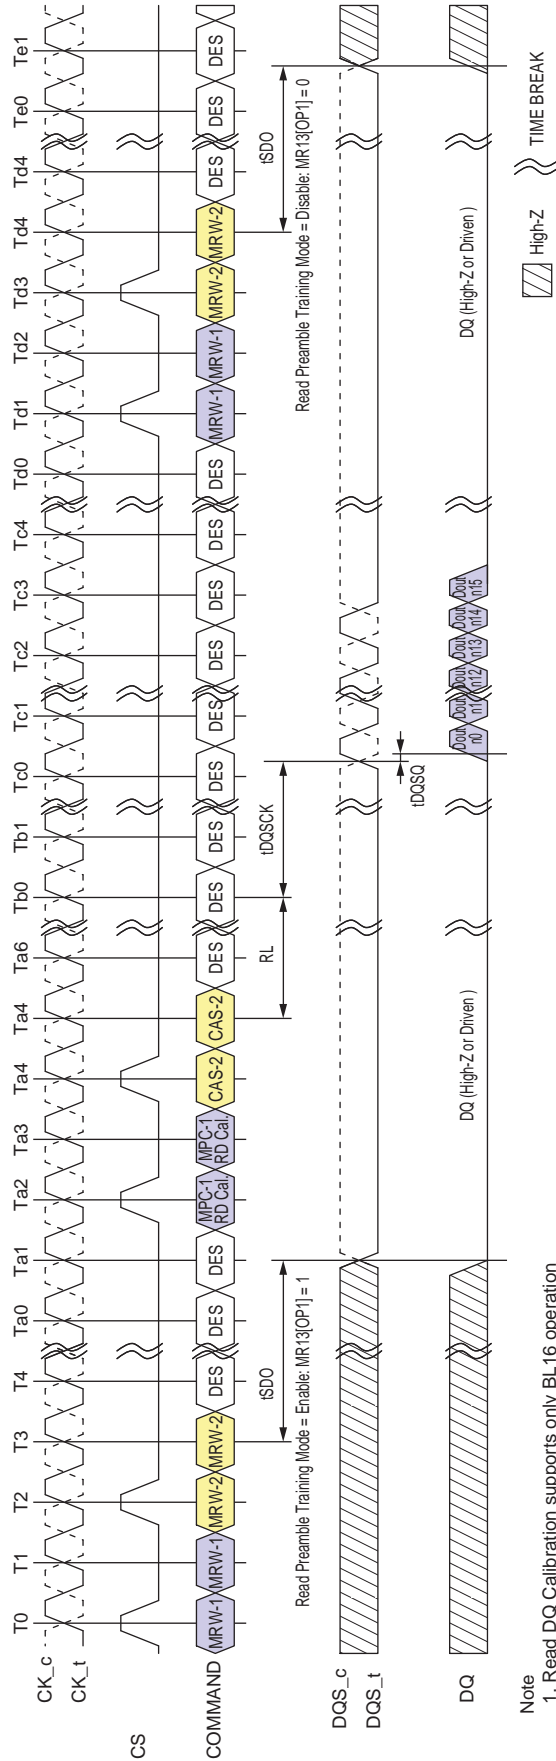 T0 T1 T2 T3 T4 Ta0 Ta1 Ta2 Ta3 Ta4 Ta4 Ta6 Tb0 Tb1 Tc0 Tc1 Tc2 Tc3 Tc4 Td0 Td1 Td2 Td3 Td4 Td4 Te0 Te1
CK_c
CK_t
CS
COMMAND
MRW-1 MRW-1 MRW-2 MRW-2 DES DES DES MPC-1 RD Cal. MPC-1 RD Cal. CAS-2 CAS-2 DES DES DES DES DES DES DES DES DES MRW-1 MRW-1 MRW-2 MRW-2 DES DES DES
tSDO RL tDQSCK tSDO
Read Preamble Training Mode = Enable: MR13[OP1] = 1
Read Preamble Training Mode = Disable: MR13[OP1] = 0
DQS_c
DQS_t
tDQSQ
DQ
DQ (High-Z or Driven )
Dout n0 Dout n1 Dout n12 Dout n13 Dout n14 Dout n15
DQ (High-Z or Driven )
High-Z TIME BREAK
Note
1. Read DQ Calibration supports only BL16 operation